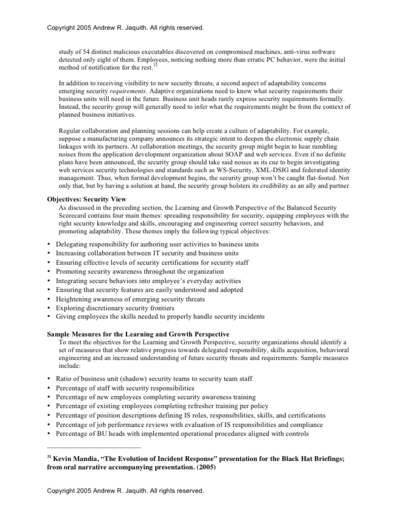 Copyright 2005 Andrew R. Jaquith. All rights reserved.
study of 54 distinct malicious executables discovered on compromised machines, anti-virus software
detected only eight of them. Employees, noticing nothing more than erratic PC behavior, were the initial
method of notification for the rest.31
In addition to receiving visibility to new security threats, a second aspect of adaptability concerns
emerging security requirements. Adaptive organizations need to know what security requirements their
business units will need in the future. Business unit heads rarely express security requirements formally.
Instead, the security group will generally need to infer what the requirements might be from the context of
planned business initiatives.
Regular collaboration and planning sessions can help create a culture of adaptability. For example,
suppose a manufacturing company announces its strategic intent to deepen the electronic supply chain
linkages with its partners. At collaboration meetings, the security group might begin to hear rumbling
noises from the application development organization about SOAP and web services. Even if no definite
plans have been announced, the security group should take said noises as its cue to begin investigating
web services security technologies and standards such as WS-Security, XML-DSIG and federated identity
management. Thus, when formal development begins, the security group won't be caught flat-footed. Not
only that, but by having a solution at hand, the security group bolsters its credibility as an ally and partner.
Objectives: Security View
As discussed in the preceding section, the Learning and Growth Perspective of the Balanced Security
Scorecard contains four main themes: spreading responsibility for security, equipping employees with the
right security knowledge and skills, encouraging and engineering correct security behaviors, and
promoting adaptability. These themes imply the following typical objectives:
• Delegating responsibility for authoring user activities to business units
• Increasing collaboration between IT security and business units
• Ensuring effective levels of security certifications for security staff
• Promoting security awareness throughout the organization
• Integrating secure behaviors into employee's everyday activities
• Ensuring that security features are easily understood and adopted
• Heightening awareness of emerging security threats
• Exploring discretionary security frontiers
• Giving employees the skills needed to properly handle security incidents
Sample Measures for the Learning and Growth Perspective
To meet the objectives for the Learning and Growth Perspective, security organizations should identify a
set of measures that show relative progress towards delegated responsibility, skills acquisition, behavioral
engineering and an increased understanding of future security threats and requirements. Sample measures
include:
• Ratio of business unit (shadow) security teams to security team staff
• Percentage of staff with security responsibilities
• Percentage of new employees completing security awareness training
• Percentage of existing employees completing refresher training per policy
• Percentage of position descriptions defining IS roles, responsibilities, skills, and certifications
• Percentage of job performance reviews with evaluation of IS responsibilities and compliance
• Percentage of BU heads with implemented operational procedures aligned with controls
31 Kevin Mandia, "The Evolution of Incident Response" presentation for the Black Hat Briefings;
from oral narrative accompanying presentation. (2005)
Copyright 2005 Andrew R. Jaquith. All rights reserved.